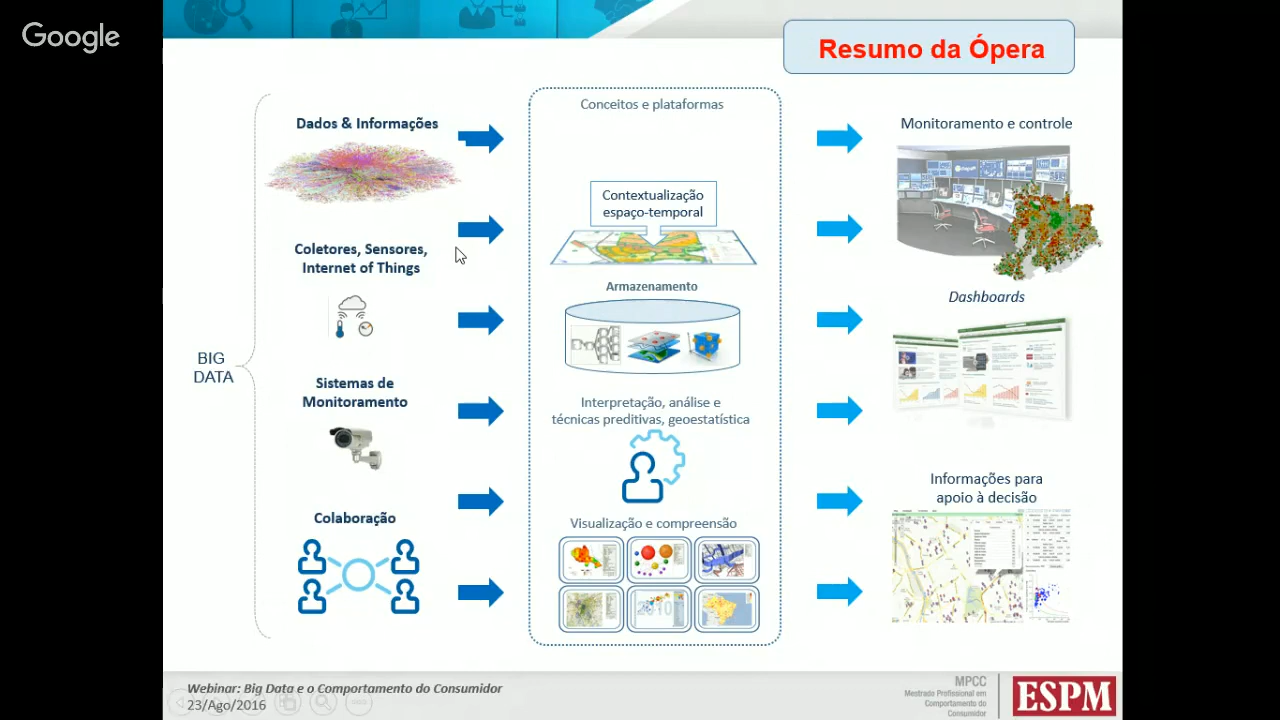 Google
Resumo da Ópera
BIG
DATA
Dados & Informações
Coletores, Sensores,
Internet of Things
Sistemas de
Monitoramento
Colaboração
Conceitos e plataformas
Contextualização
espaço-temporal
Armazenamento
Interpretação, análise e
técnicas preditivas, geoestatística
Visualização e compreensão
Monitoramento e controle
Dashboards
Informações para
apoio à decisão
Webinar: Big Data e o Comportamento do Consumidor
23/Ago/2016
MPCC
Mestrado Profissional em
Comportamento do
Consumidor
ESPM